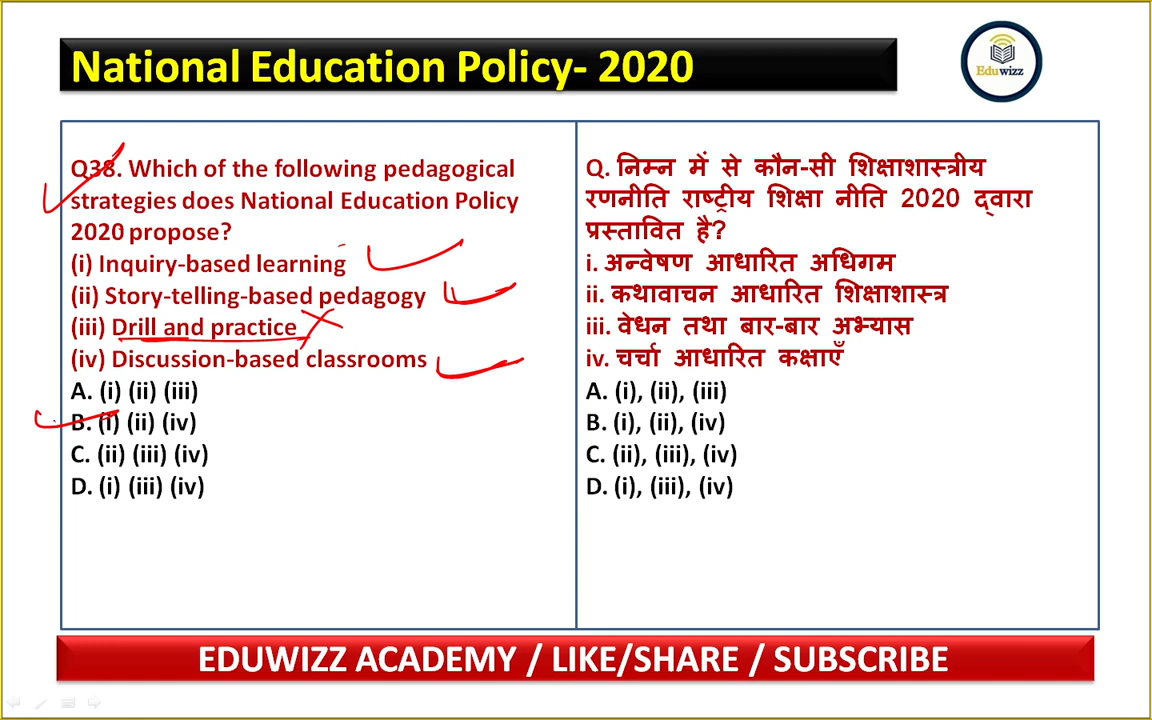 National Education Policy- 2020
Eduwizz
Q38. Which of the following pedagogical
strategies does National Education Policy
2020 propose?
(i) Inquiry-based learning
(ii) Story-telling-based pedagogy
(iii) Drill and practice
(iv) Discussion-based classrooms
A. (i) (ii) (iii)
B. (i) (ii) (iv)
C. (ii) (iii) (iv)
D. (i) (iii) (iv)
Q. निम्न में से कौन-सी शिक्षाशास्त्रीय
रणनीति राष्ट्रीय शिक्षा नीति 2020 द्वारा
प्रस्तावित है?
i. अन्वेषण आधारित अधिगम
ii. कथावाचन आधारित शिक्षाशास्त्र
iii. वेधन तथा बार-बार अभ्यास
iv. चर्चा आधारित कक्षाएँ
A. (i), (ii), (iii)
B. (i), (ii), (iv)
C. (ii), (iii), (iv)
D. (i), (iii), (iv)
EDUWIZZ ACADEMY / LIKE/SHARE / SUBSCRIBE